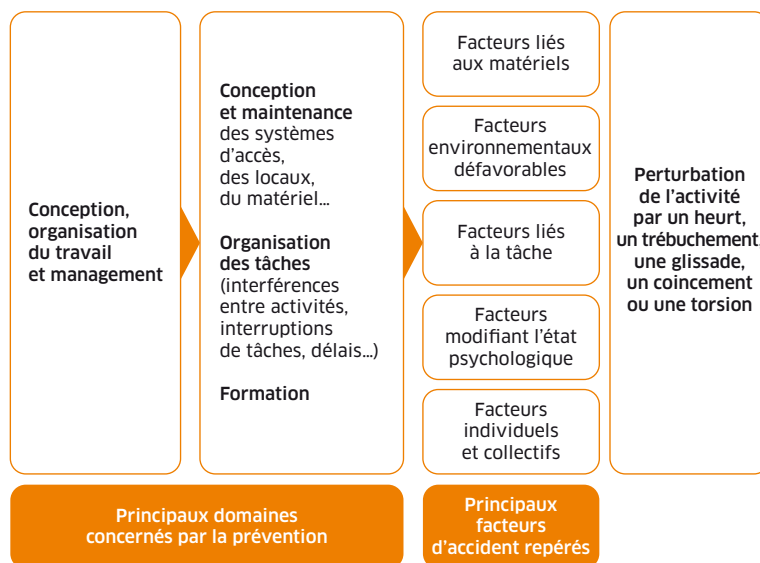 Conception,
organisation
du travail
et management
Conception
et maintenance
des systèmes
d'accès,
des locaux,
du matériel...
Organisation
des tâches
(interférences
entre activités,
interruptions
de tâches, délais...)
Formation
Facteurs liés
aux matériels
Facteurs
environnementaux
défavorables
Facteurs liés
à la tâche
Facteurs
modifiant l'état
psychologique
Facteurs
individuels
et collectifs
Perturbation
de l'activité
par un heurt,
un trébuchement,
une glissade,
un coincement
ou une torsion
Principaux domaines
concernés par la prévention
Principaux
facteurs
d'accident repérés